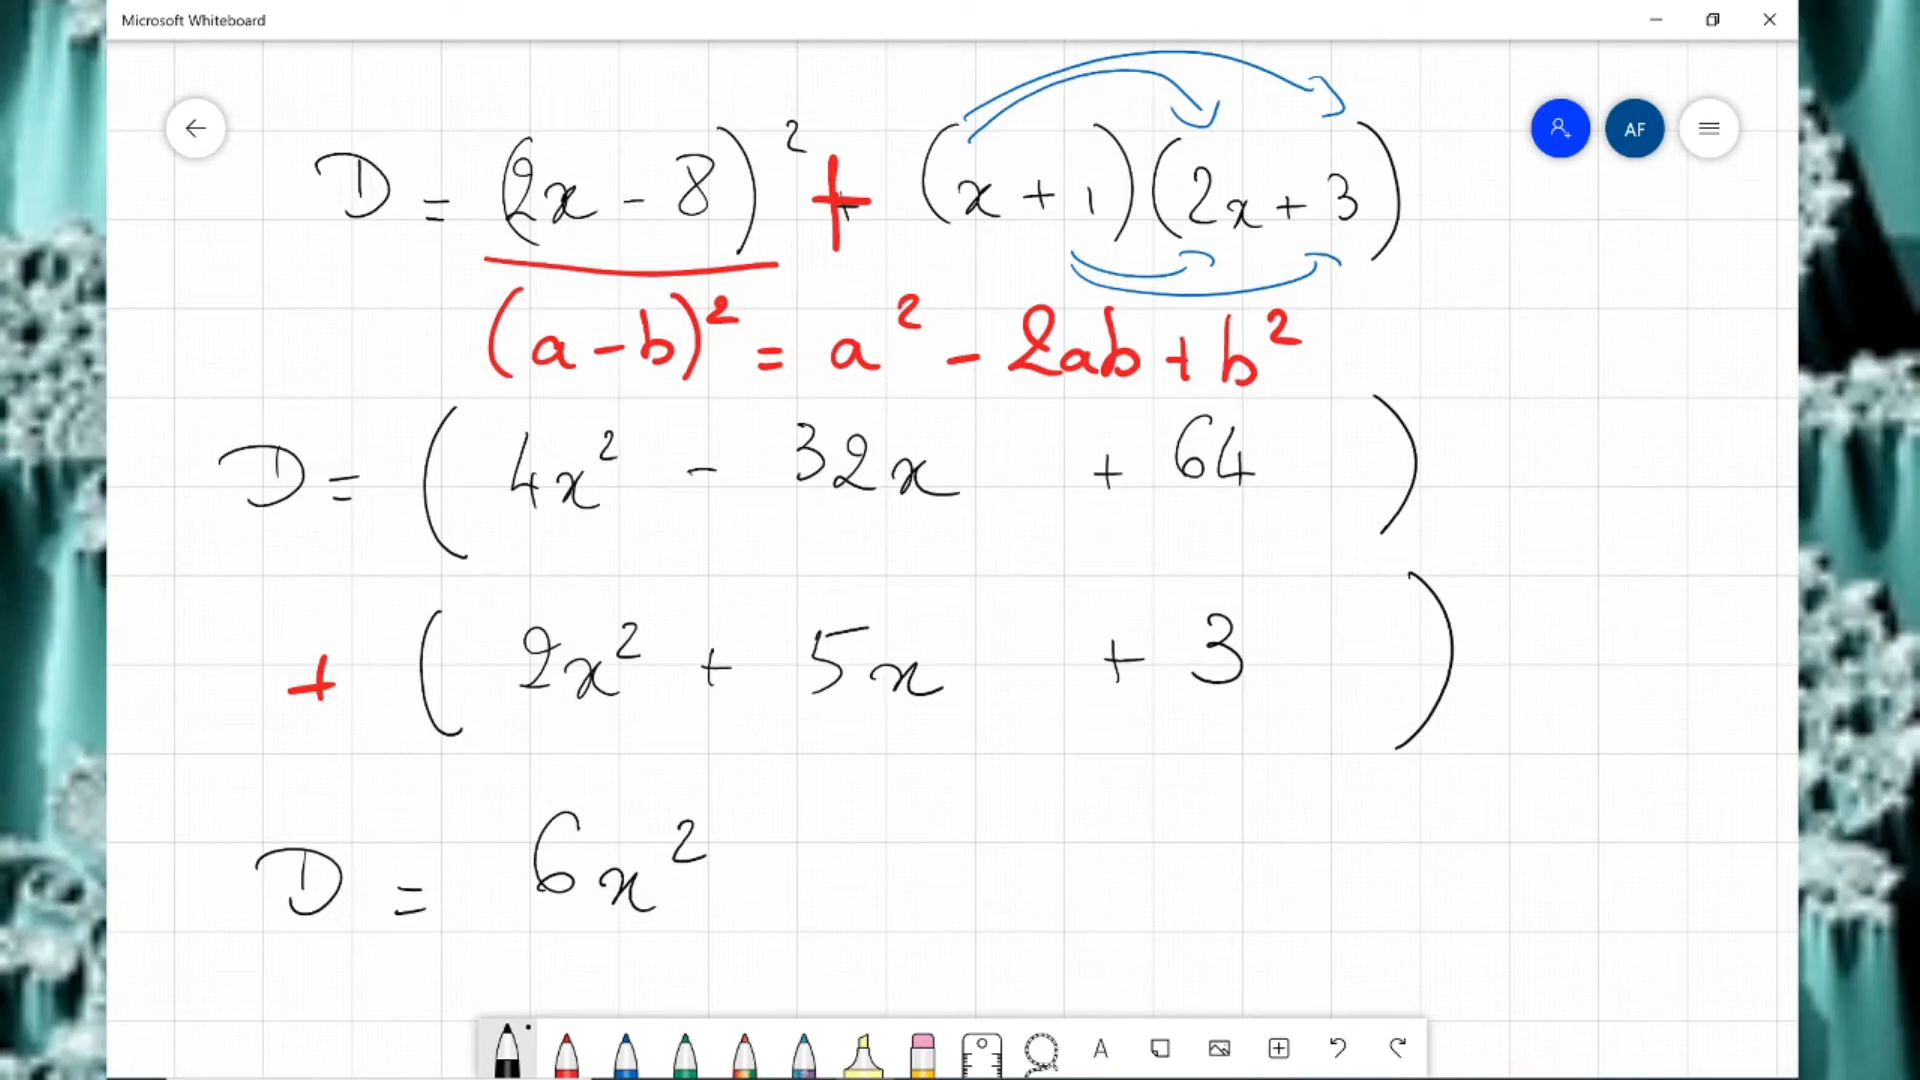 Microsoft Whiteboard
AF
D = (2x - 8)² + (x + 1)(2x + 3)
(a - b)² = a² - 2ab + b²
D = (4x² - 32x + 64)
+ (2x² + 5x + 3)
D = 6x²